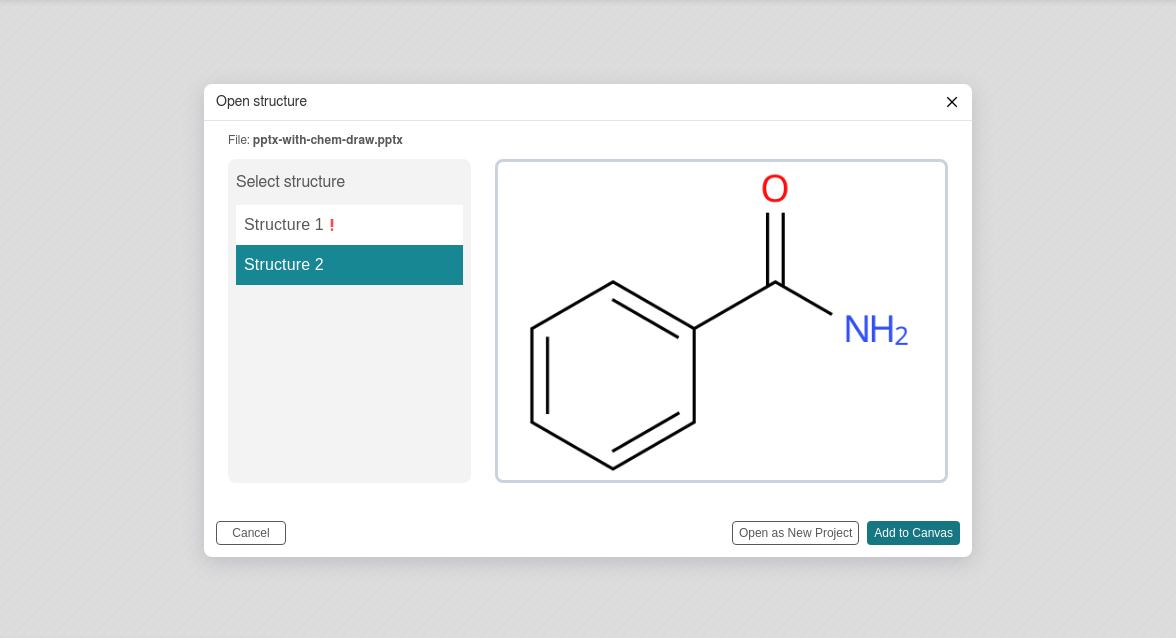 Open structure
File: pptx-with-chem-draw.pptx
Select structure
Structure 1 !
Structure 2
O
NH₂
Cancel
Open as New Project
Add to Canvas